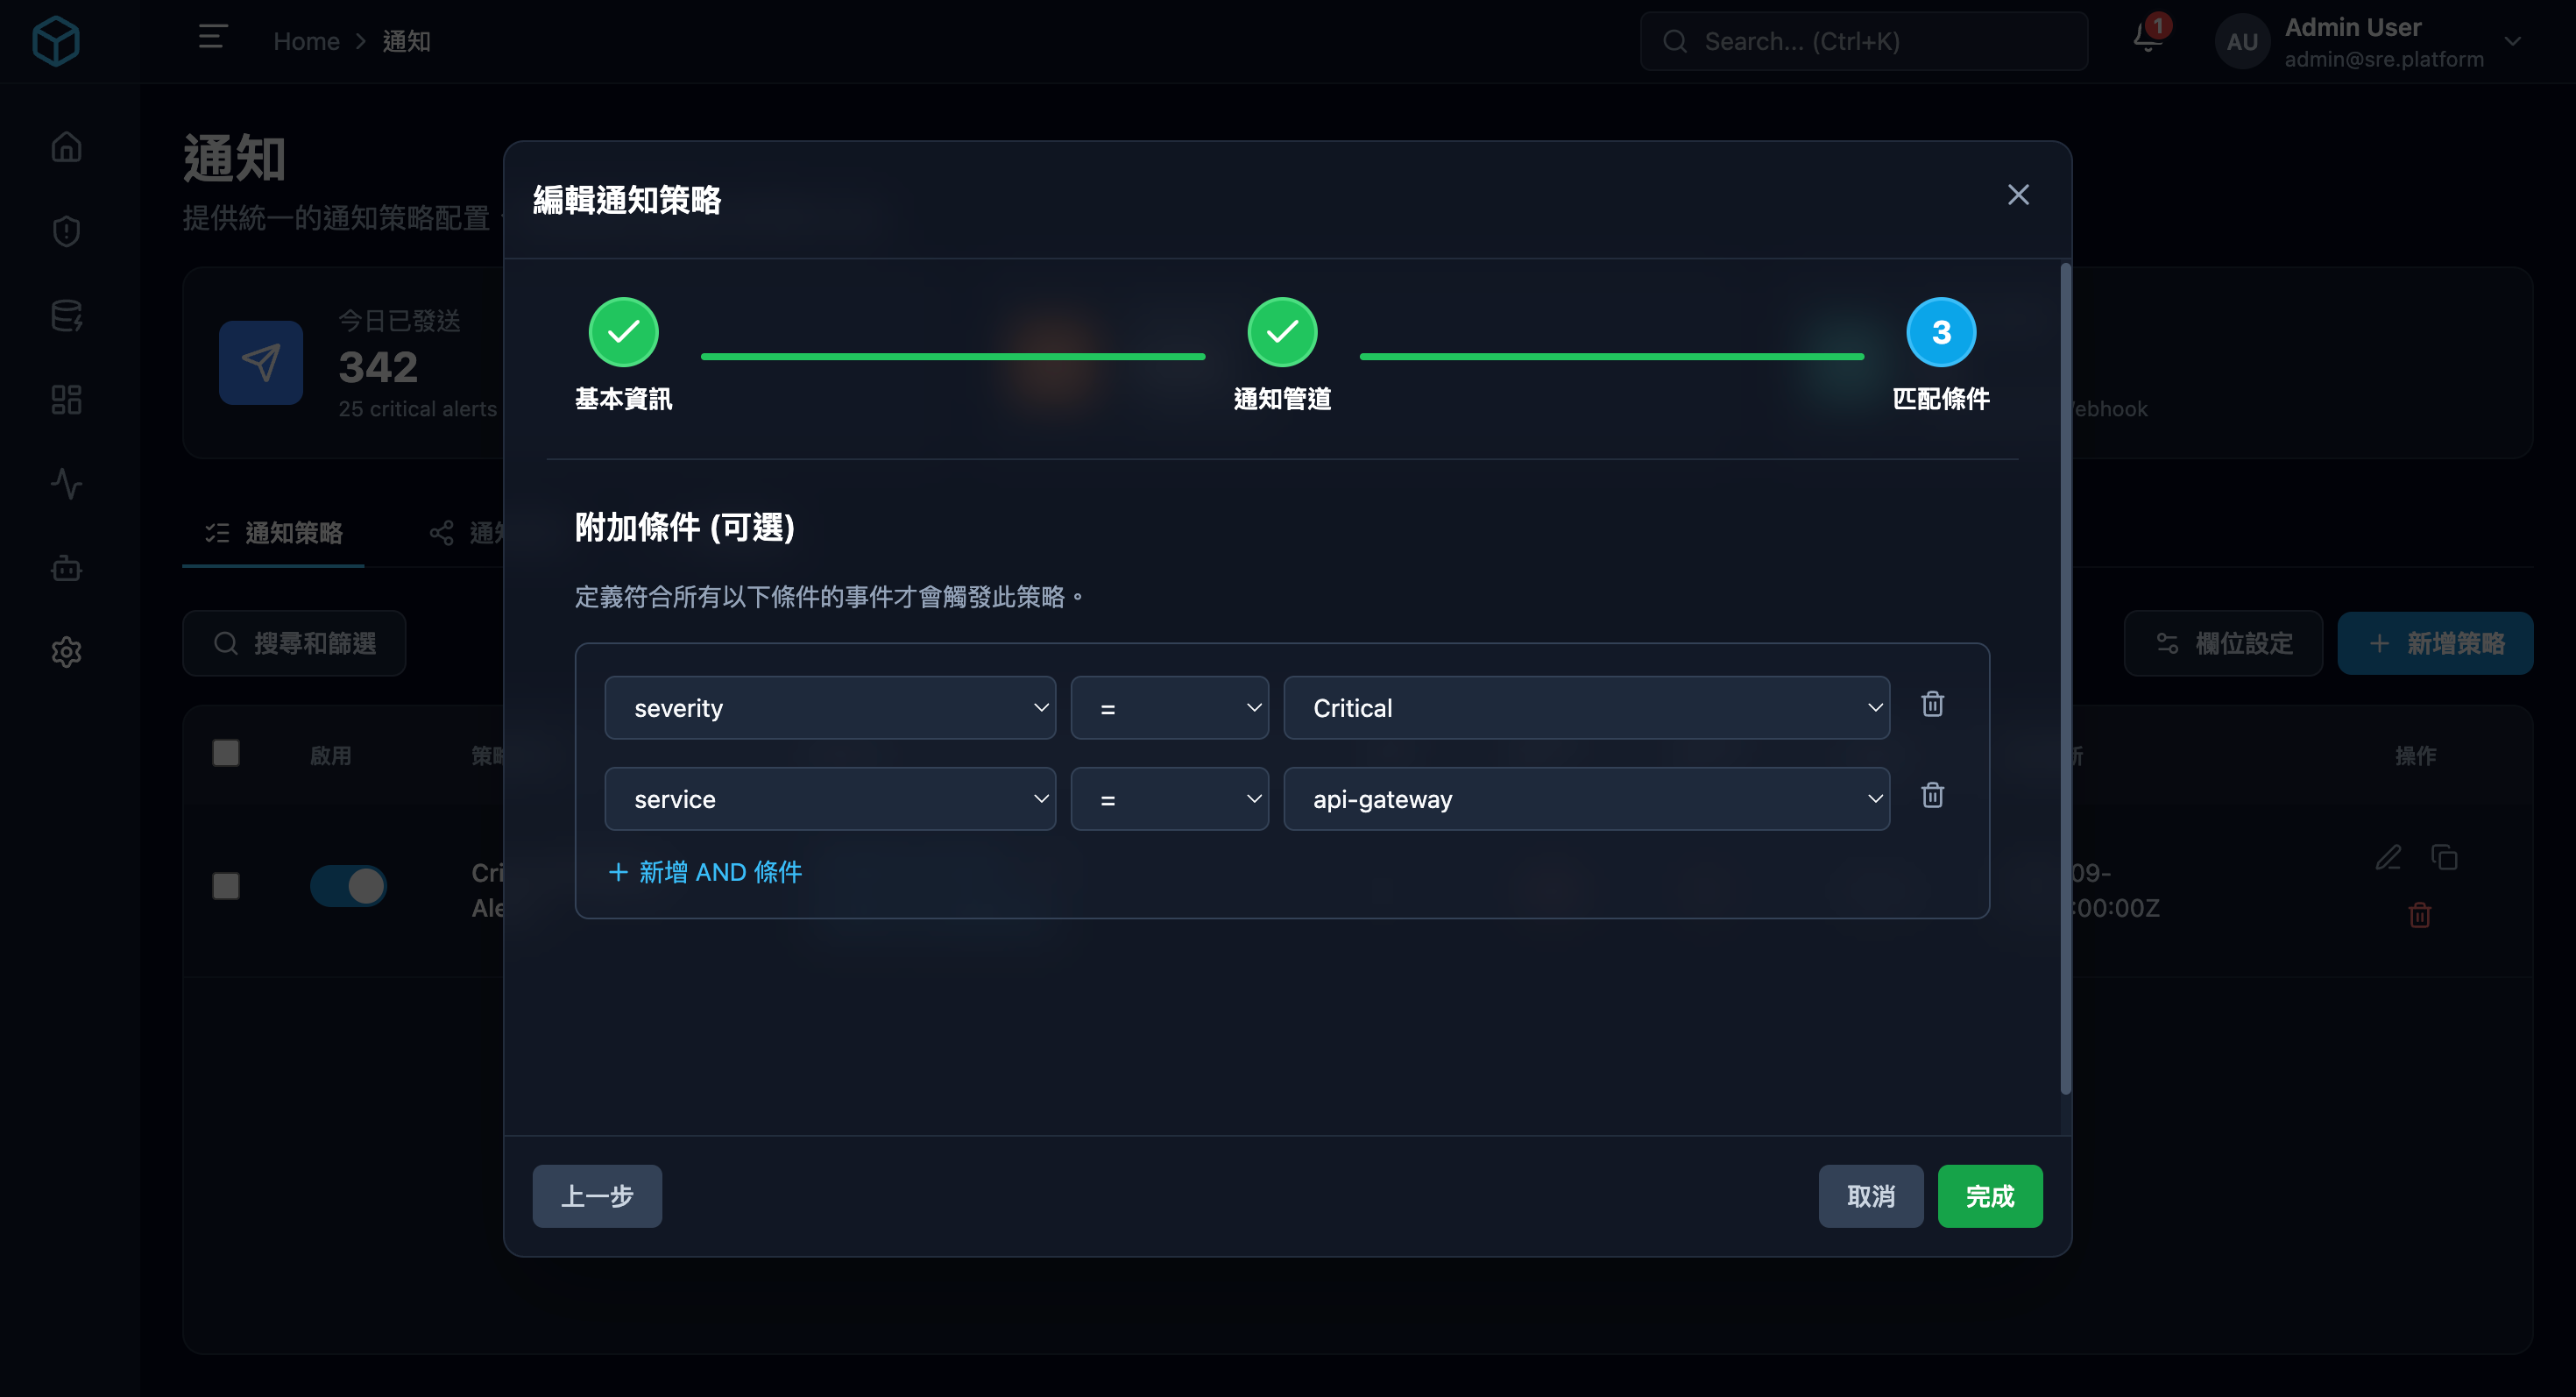 Home > 通知
Search... (Ctrl+K)
1
AU
Admin User
admin@sre.platform
通知
提供統一的通知策略配置
今日已發送
342
25 critical alerts
通知策略
搜尋和篩選
欄位設定
+ 新增策略
啟用
操作
編輯通知策略
基本資訊
通知管道
3
匹配條件
附加條件 (可選)
定義符合所有以下條件的事件才會觸發此策略。
severity
=
Critical
service
=
api-gateway
+ 新增 AND 條件
上一步
取消
完成
09-
:00:00Z